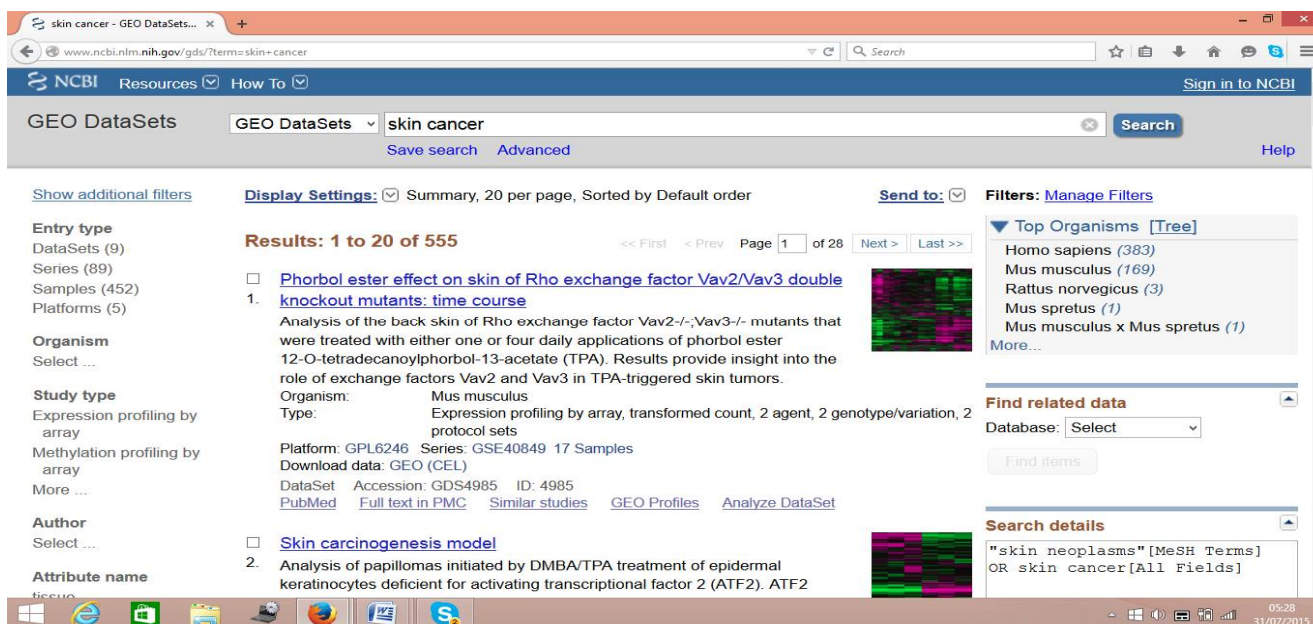 skin cancer - GEO DataSets... × +
www.ncbi.nlm.nih.gov/gds/?term=skin+cancer
Search
NCBI Resources How To
Sign in to NCBI
GEO DataSets
GEO DataSets
skin cancer
Search
Save search Advanced
Help
Show additional filters
Entry type
DataSets (9)
Series (89)
Samples (452)
Platforms (5)
Organism
Select ...
Study type
Expression profiling by
array
Methylation profiling by
array
More ...
Author
Select ...
Attribute name
tissue
Display Settings: Summary, 20 per page, Sorted by Default order
Send to:
Results: 1 to 20 of 555
<< First < Prev Page 1 of 28 Next > Last >>
1.
Phorbol ester effect on skin of Rho exchange factor Vav2/Vav3 double
knockout mutants: time course
Analysis of the back skin of Rho exchange factor Vav2-/-;Vav3-/- mutants that
were treated with either one or four daily applications of phorbol ester
12-O-tetradecanoylphorbol-13-acetate (TPA). Results provide insight into the
role of exchange factors Vav2 and Vav3 in TPA-triggered skin tumors.
Organism: Mus musculus
Type: Expression profiling by array, transformed count, 2 agent, 2 genotype/variation, 2
protocol sets
Platform: GPL6246 Series: GSE40849 17 Samples
Download data: GEO (CEL)
DataSet Accession: GDS4985 ID: 4985
PubMed Full text in PMC Similar studies GEO Profiles Analyze DataSet
2.
Skin carcinogenesis model
Analysis of papillomas initiated by DMBA/TPA treatment of epidermal
keratinocytes deficient for activating transcriptional factor 2 (ATF2). ATF2
Filters: Manage Filters
Top Organisms [Tree]
Homo sapiens (383)
Mus musculus (169)
Rattus norvegicus (3)
Mus spretus (1)
Mus musculus x Mus spretus (1)
More...
Find related data
Database: Select
Find items
Search details
"skin neoplasms"[MeSH Terms]
OR skin cancer[All Fields]
05:28
31/07/2015